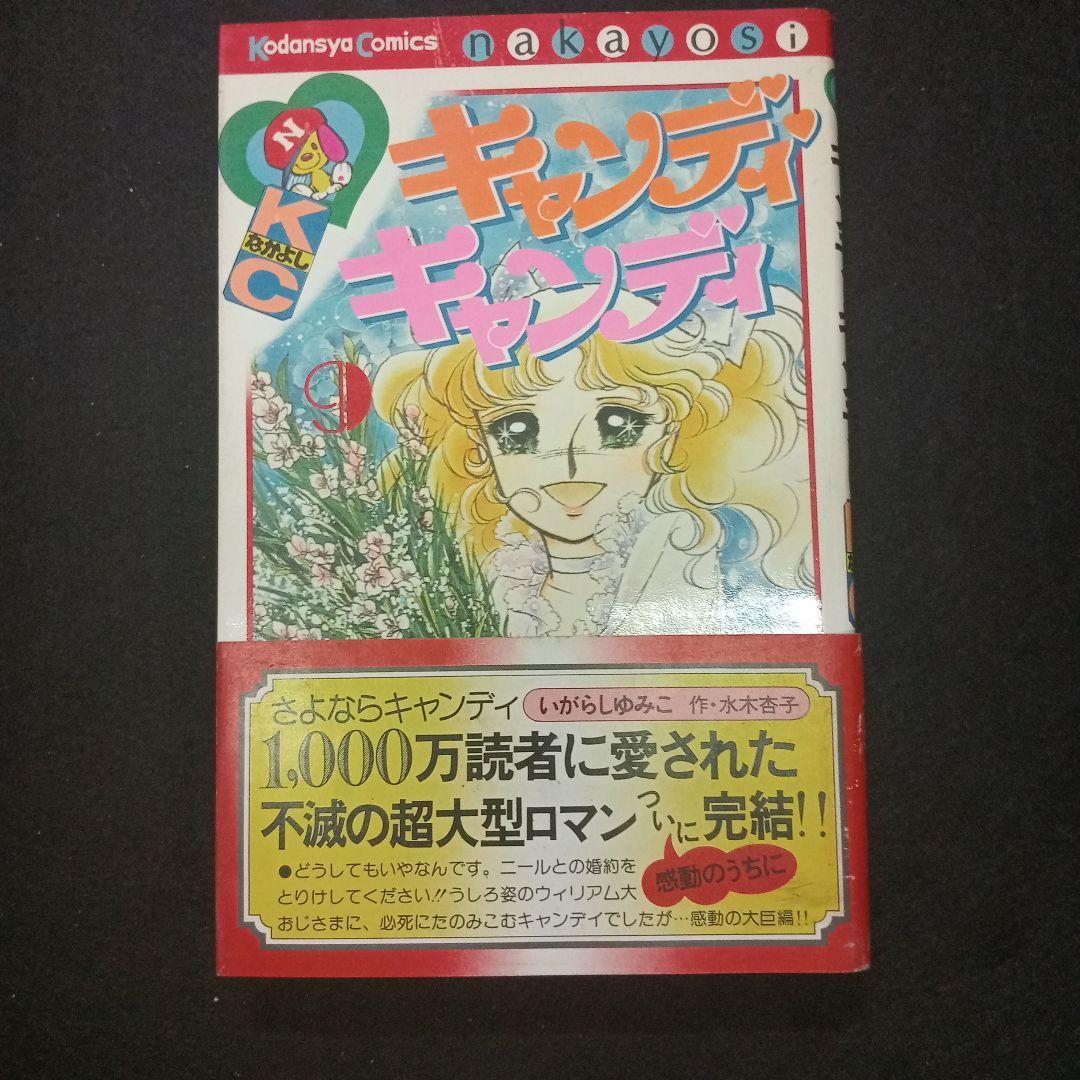 Kodansya Comics nakayosi
N
K
なかよし
C
キャンディ
キャンディ
9
さよならキャンディ いがらしゆみこ 作・水木杏子
1,000万読者に愛された
不滅の超大型ロマンついに完結!!
感動のうちに
●どうしてもいやなんです。ニールとの婚約を
とりけしてください!!うしろ姿のウィリアム大
おじさまに、必死にたのみこむキャンデイでしたが…感動の大巨編!!